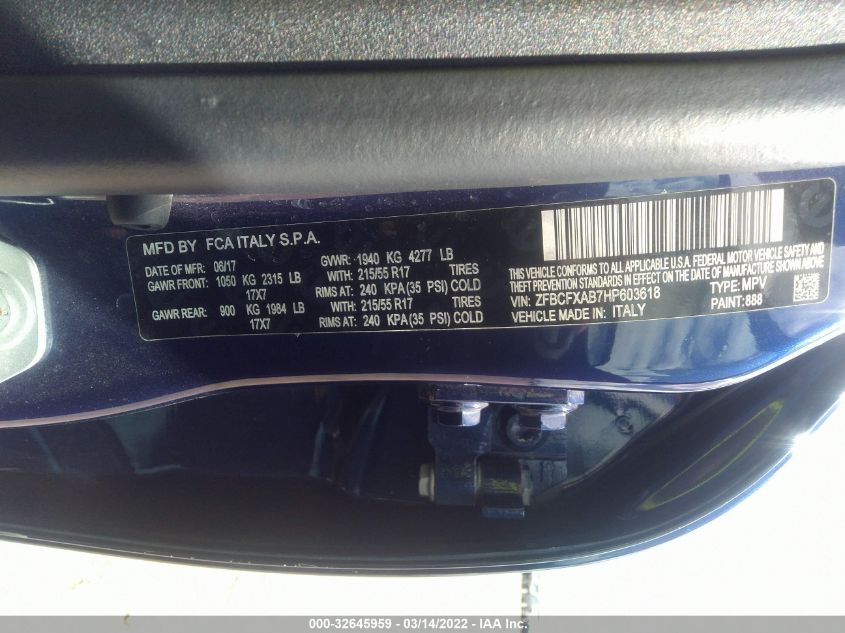 MFD BY FCA ITALY S.P.A.
DATE OF MFR 06/17 GVWR: 1940 KG 4277 LB
GAWR FRONT: 1050 KG 2315 LB WITH: 215/55 R17 TIRES
17X7 RIMS AT: 240 KPA (35 PSI) COLD
GAWR REAR: 900 KG 1984 LB WITH: 215/55 R17 TIRES
17X7 RIMS AT: 240 KPA (35 PSI) COLD
THIS VEHICLE CONFORMS TO ALL APPLICABLE U.S.A. FEDERAL MOTOR VEHICLE SAFETY AND
THEFT PREVENTION STANDARDS IN EFFECT ON THE DATE OF MANUFACTURE SHOWN ABOVE.
VIN: ZFBCFXAB7HP603618 TYPE: MPV
VEHICLE MADE IN: ITALY PAINT: 888
000-32645959 - 03/14/2022 - IAA Inc.